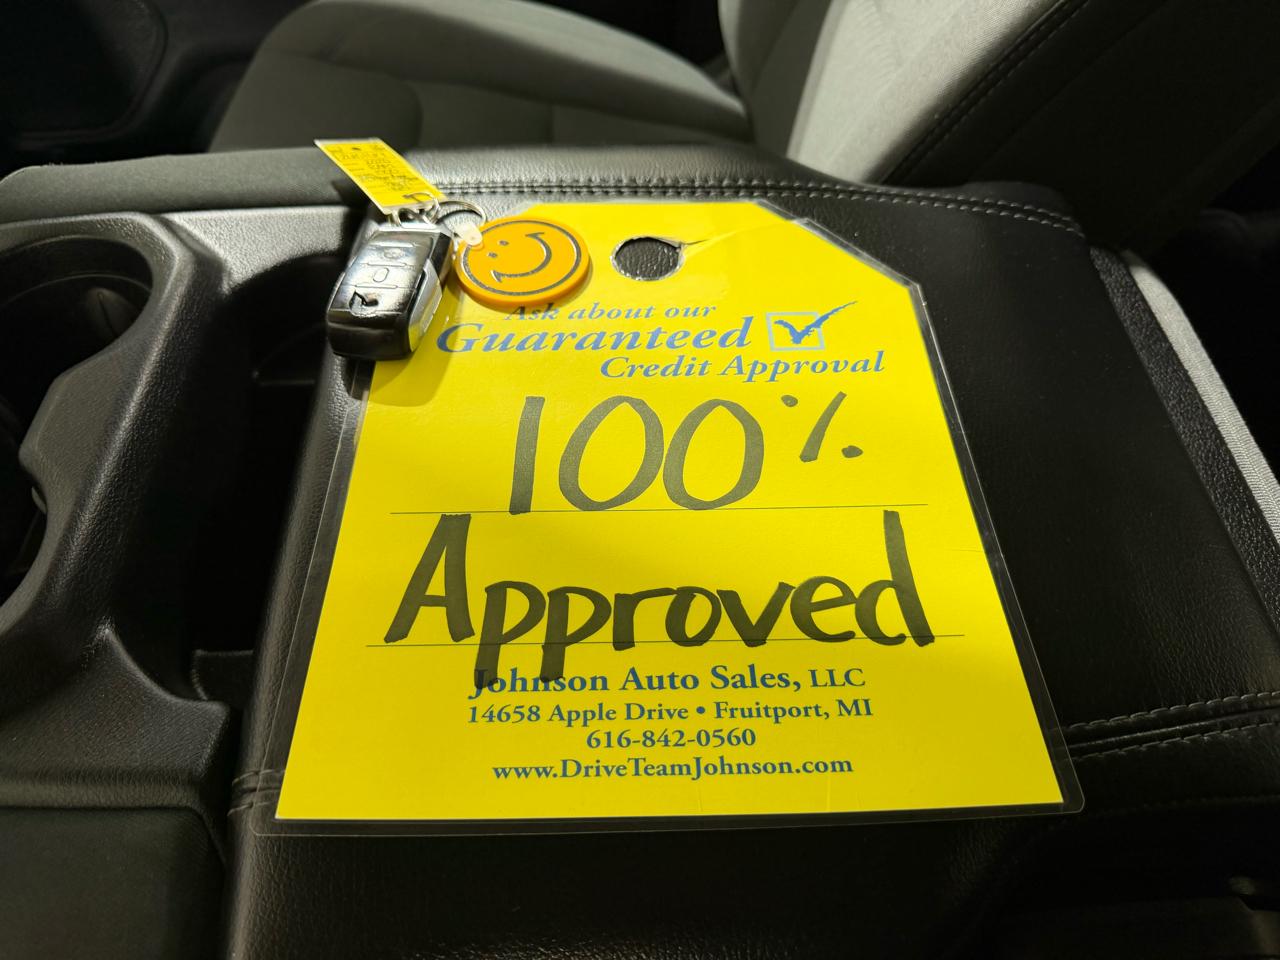 Ask about our
Guaranteed
Credit Approval
100%
Approved
Johnson Auto Sales, LLC
14658 Apple Drive • Fruitport, MI
616-842-0560
www.DriveTeamJohnson.com